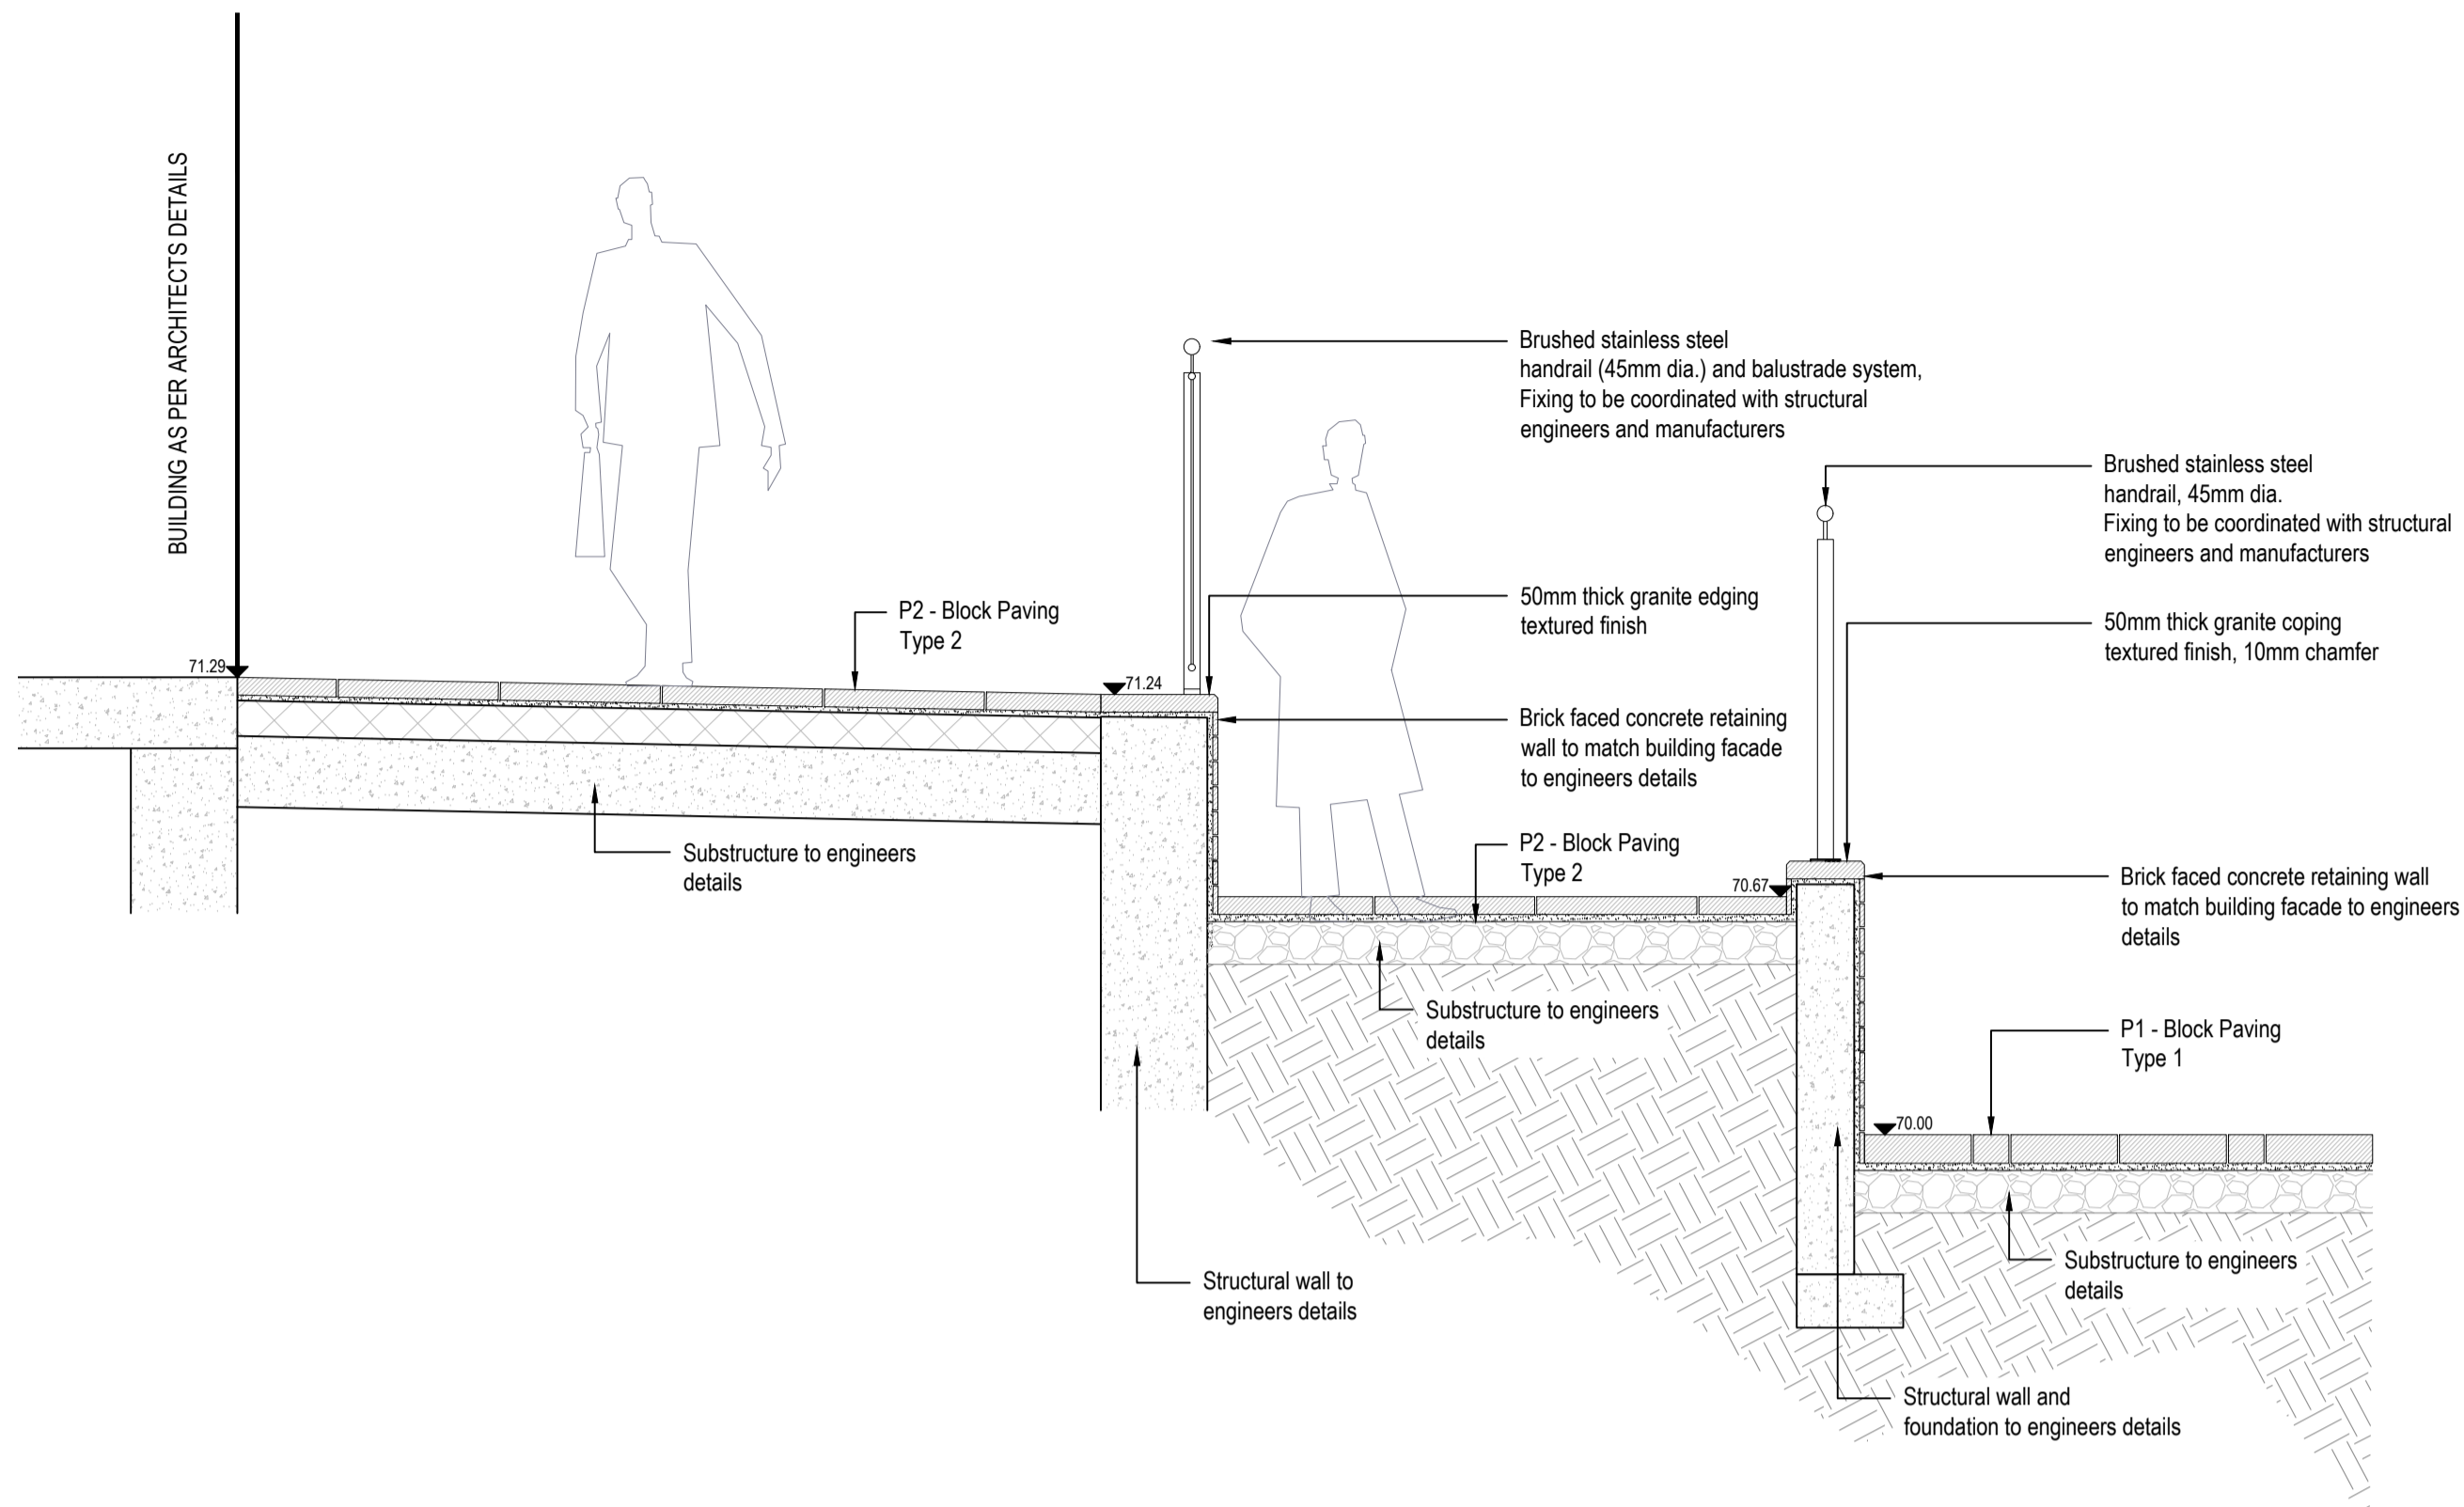 BUILDING AS PER ARCHITECTS DETAILS
Brushed stainless steel
handrail (45mm dia.) and balustrade system,
Fixing to be coordinated with structural
engineers and manufacturers
Brushed stainless steel
handrail, 45mm dia.
Fixing to be coordinated with structural
engineers and manufacturers
P2 - Block Paving
Type 2
50mm thick granite edging
textured finish
50mm thick granite coping
textured finish, 10mm chamfer
71.29
71.24
Brick faced concrete retaining
wall to match building facade
to engineers details
Substructure to engineers
details
P2 - Block Paving
Type 2
70.67
Brick faced concrete retaining wall
to match building facade to engineers
details
Substructure to engineers
details
P1 - Block Paving
Type 1
70.00
Structural wall to
engineers details
Substructure to engineers
details
Structural wall and
foundation to engineers details